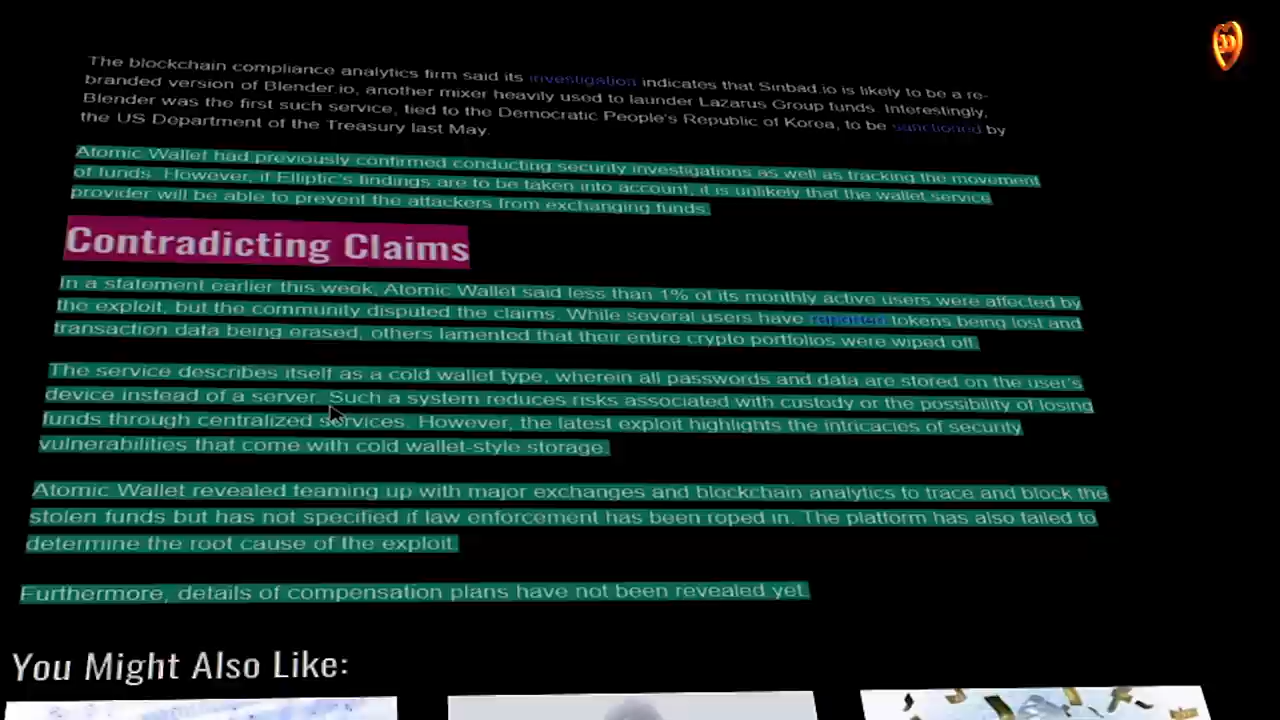 The blockchain compliance analytics firm said its investigation indicates that Sinbad.io is likely to be a re-
branded version of Blender.io, another mixer heavily used to launder Lazarus Group funds. Interestingly,
Blender was the first such service, tied to the Democratic People's Republic of Korea, to be sanctioned by
the US Department of the Treasury last May.
Atomic Wallet had previously confirmed conducting security investigations as well as tracking the movement
of funds. However, if Elliptic's findings are to be taken into account, it is unlikely that the wallet service
provider will be able to prevent the attackers from exchanging funds.
Contradicting Claims
In a statement earlier this week, Atomic Wallet said less than 1% of its monthly active users were affected by
the exploit, but the community disputed the claims. While several users have reported tokens being lost and
transaction data being erased, others lamented that their entire crypto portfolios were wiped off.
The service describes itself as a cold wallet type, wherein all passwords and data are stored on the user's
device instead of a server. Such a system reduces risks associated with custody or the possibility of losing
funds through centralized services. However, the latest exploit highlights the intricacies of security
vulnerabilities that come with cold wallet-style storage.
Atomic Wallet revealed teaming up with major exchanges and blockchain analytics to trace and block the
stolen funds but has not specified if law enforcement has been roped in. The platform has also failed to
determine the root cause of the exploit.
Furthermore, details of compensation plans have not been revealed yet.
You Might Also Like: